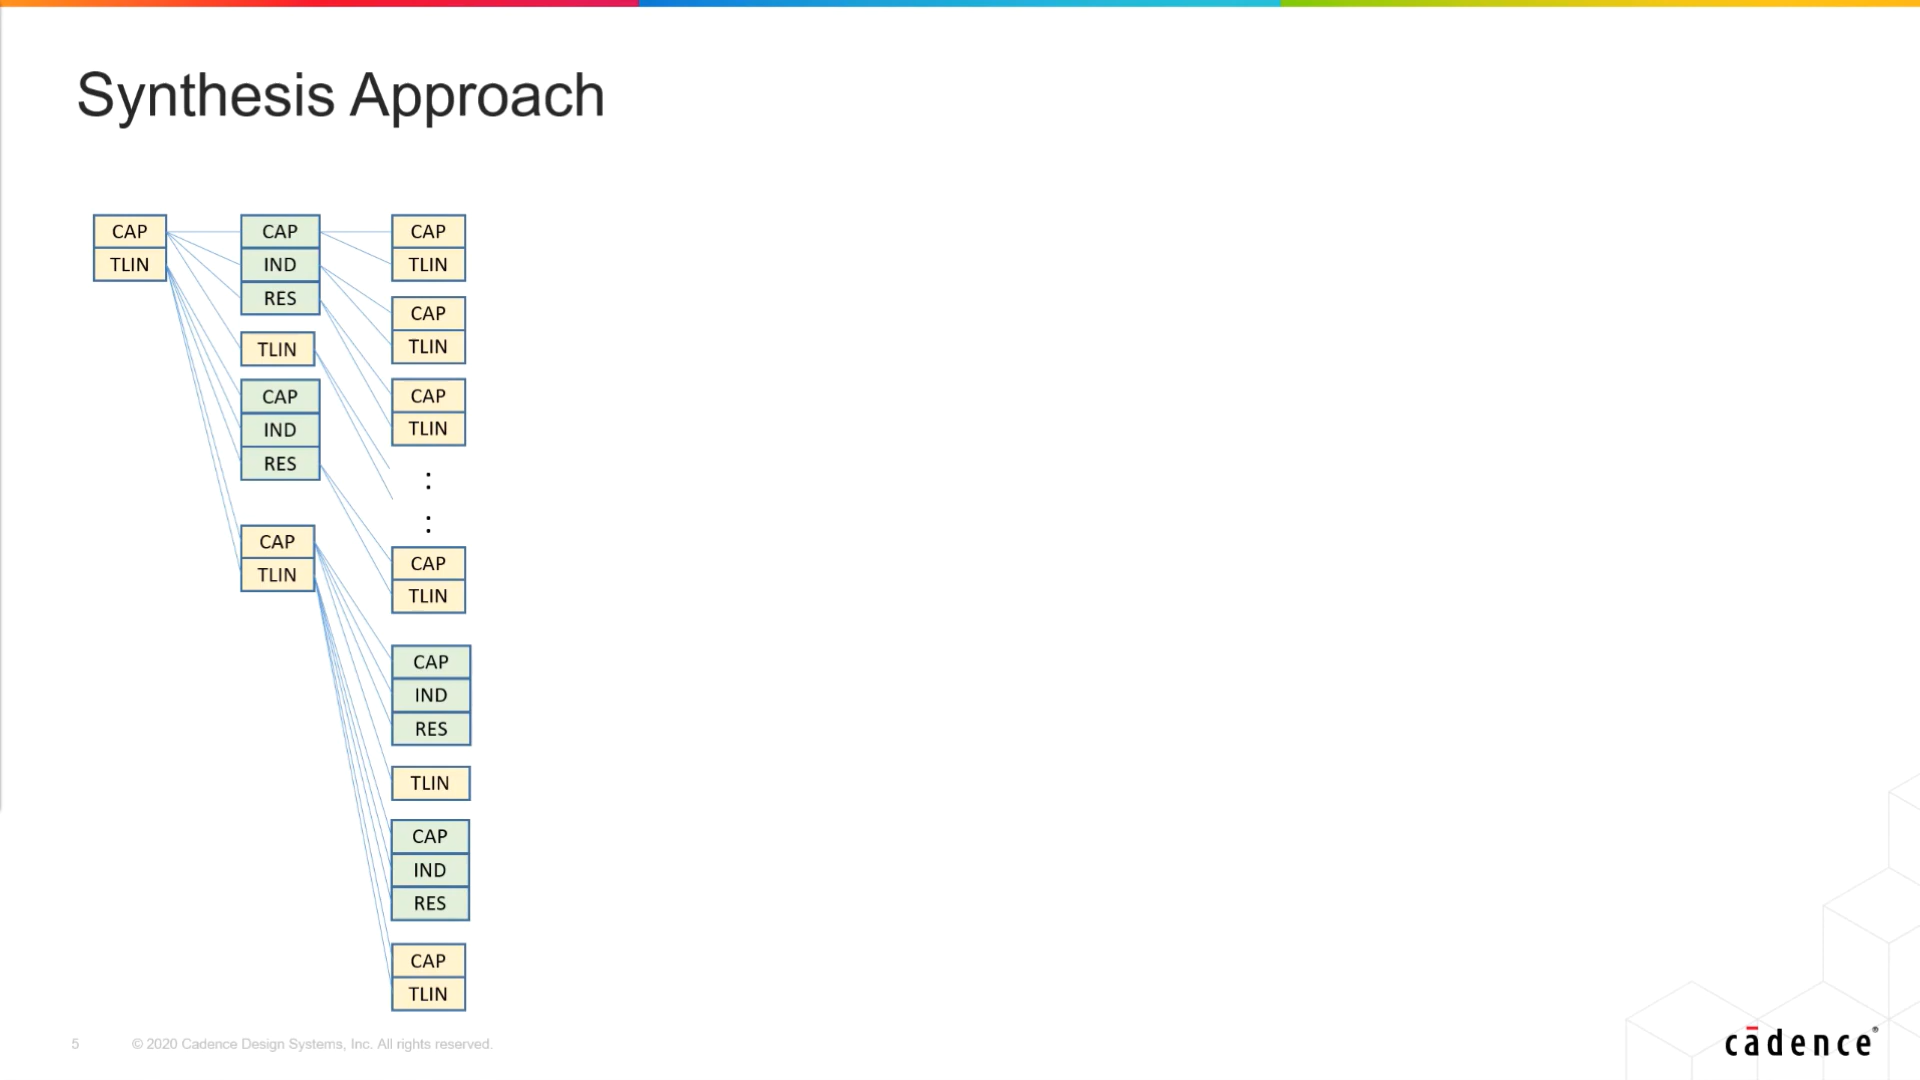 Synthesis Approach
CAP
TLIN
CAP
IND
RES
TLIN
CAP
IND
RES
CAP
TLIN
CAP
TLIN
CAP
TLIN
CAP
TLIN
:
:
CAP
TLIN
CAP
IND
RES
TLIN
CAP
IND
RES
CAP
TLIN
5 © 2020 Cadence Design Systems, Inc. All rights reserved.
cādence®